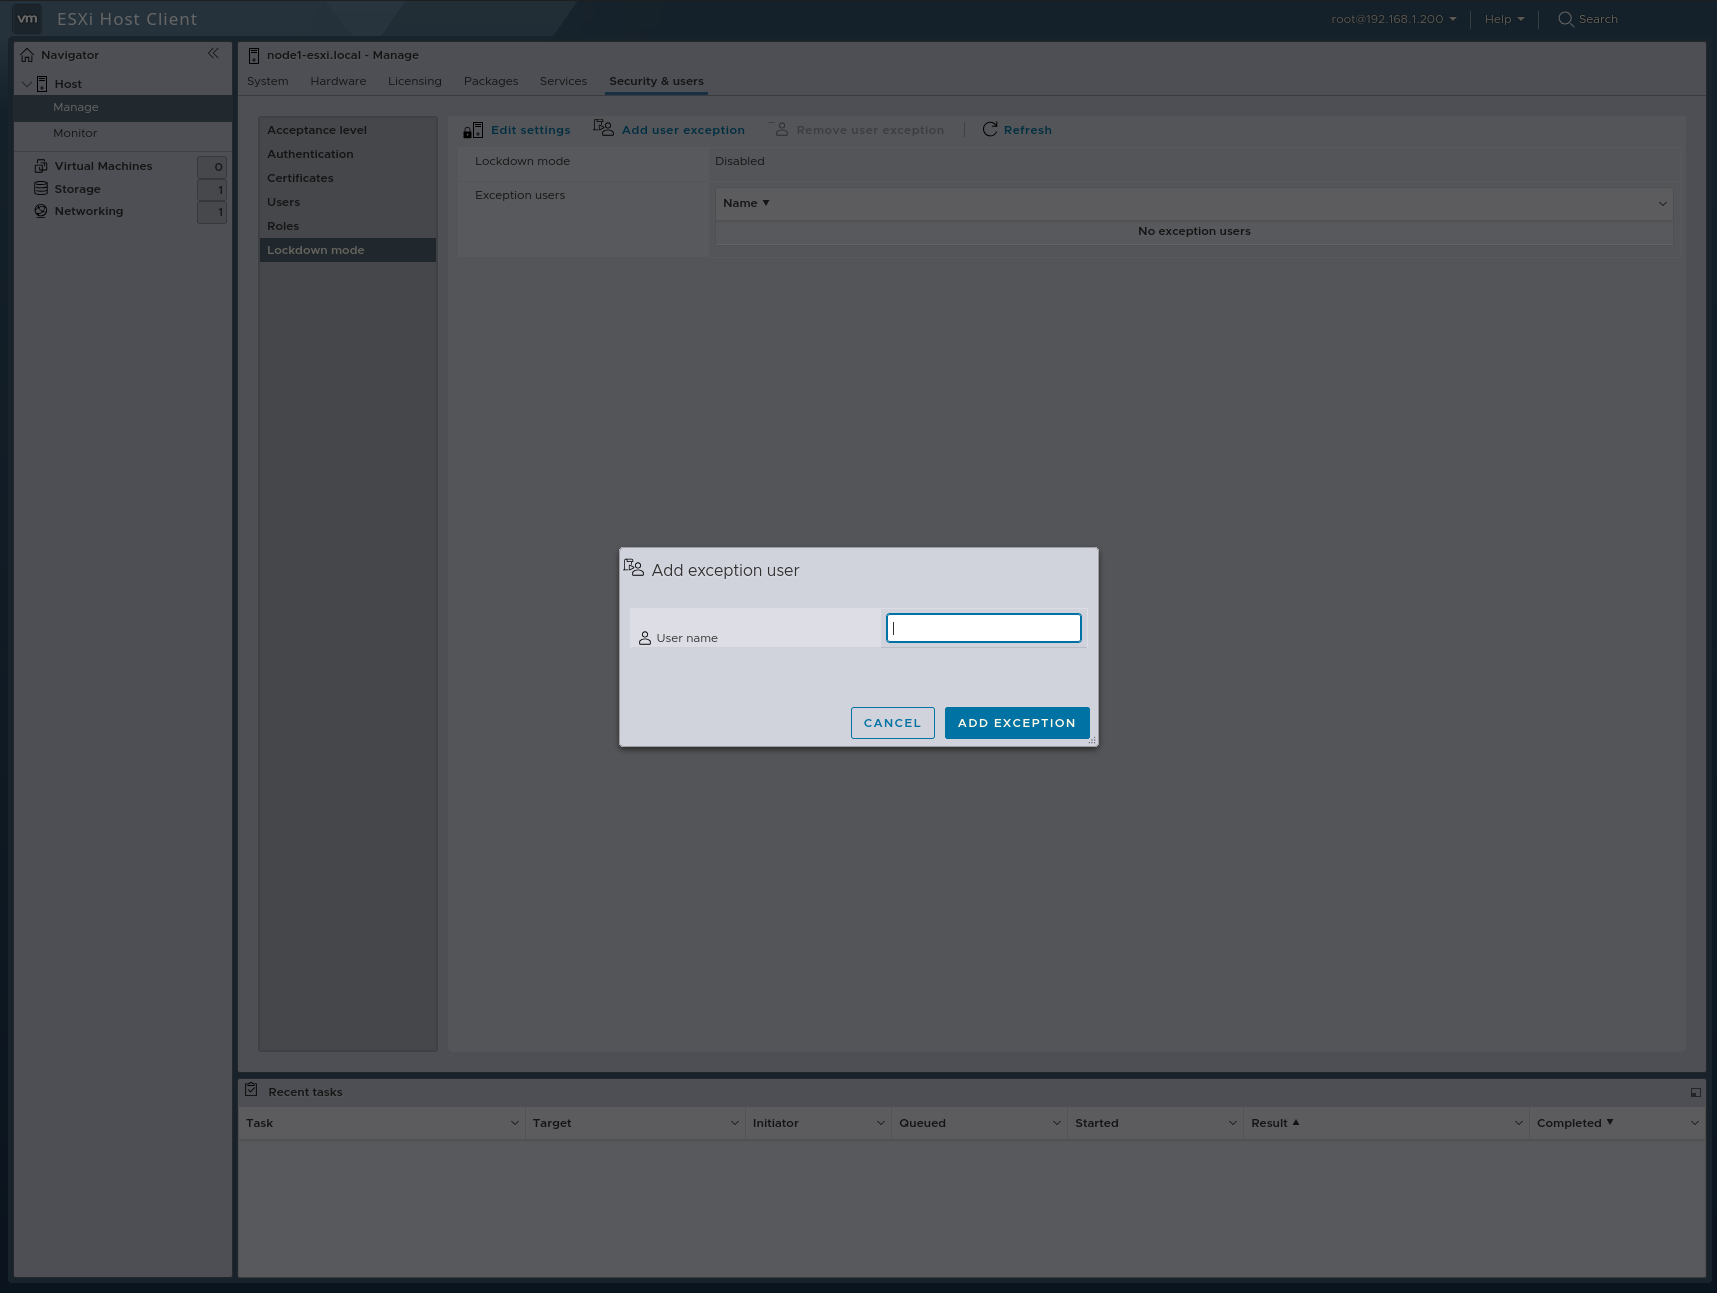 vm ESXi Host Client
root@192.168.1.200 Help Search
Navigator
Host
Manage
Monitor
Virtual Machines 0
Storage 1
Networking 1
node1-esxi.local - Manage
System Hardware Licensing Packages Services Security & users
Acceptance level
Authentication
Certificates
Users
Roles
Lockdown mode
Edit settings Add user exception Remove user exception Refresh
Lockdown mode Disabled
Exception users
Name
No exception users
Add exception user
User name
CANCEL ADD EXCEPTION
Recent tasks
Task Target Initiator Queued Started Result Completed